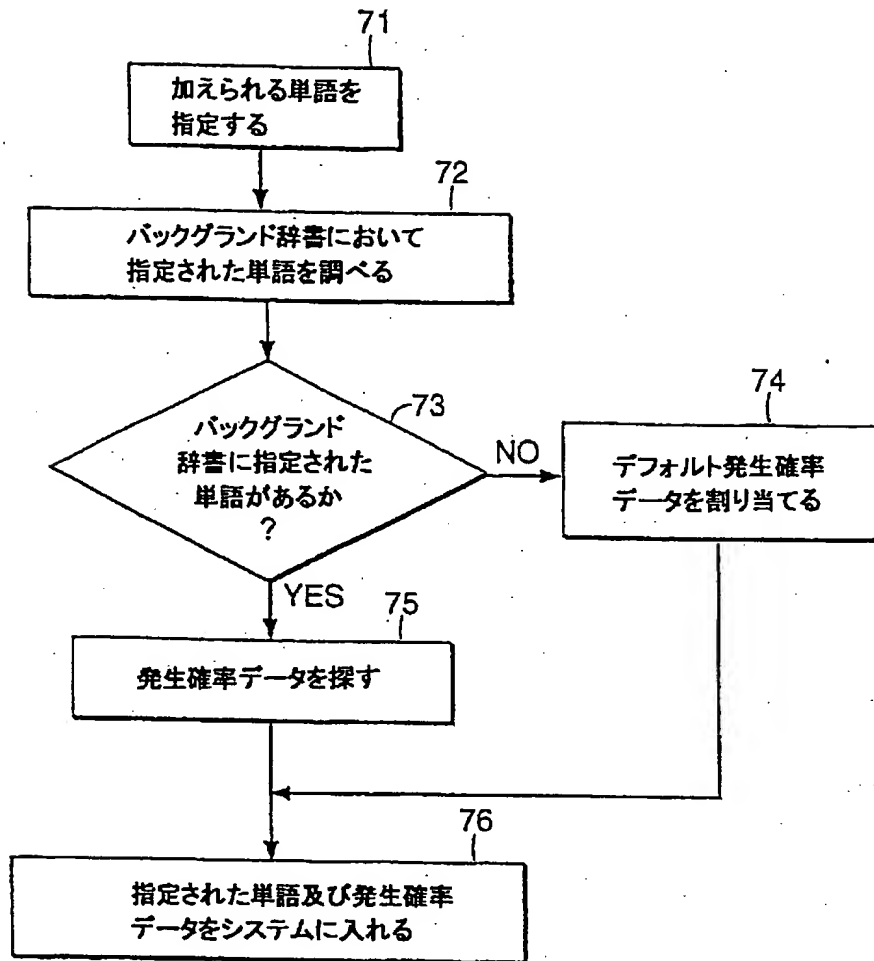 71
加えられる単語を
指定する
72
バックグランド辞書において
指定された単語を調べる
73
バックグランド
辞書に指定された
単語があるか
?
NO
74
デフォルト発生確率
データを割り当てる
YES
75
発生確率データを探す
76
指定された単語及び発生確率
データをシステムに入れる